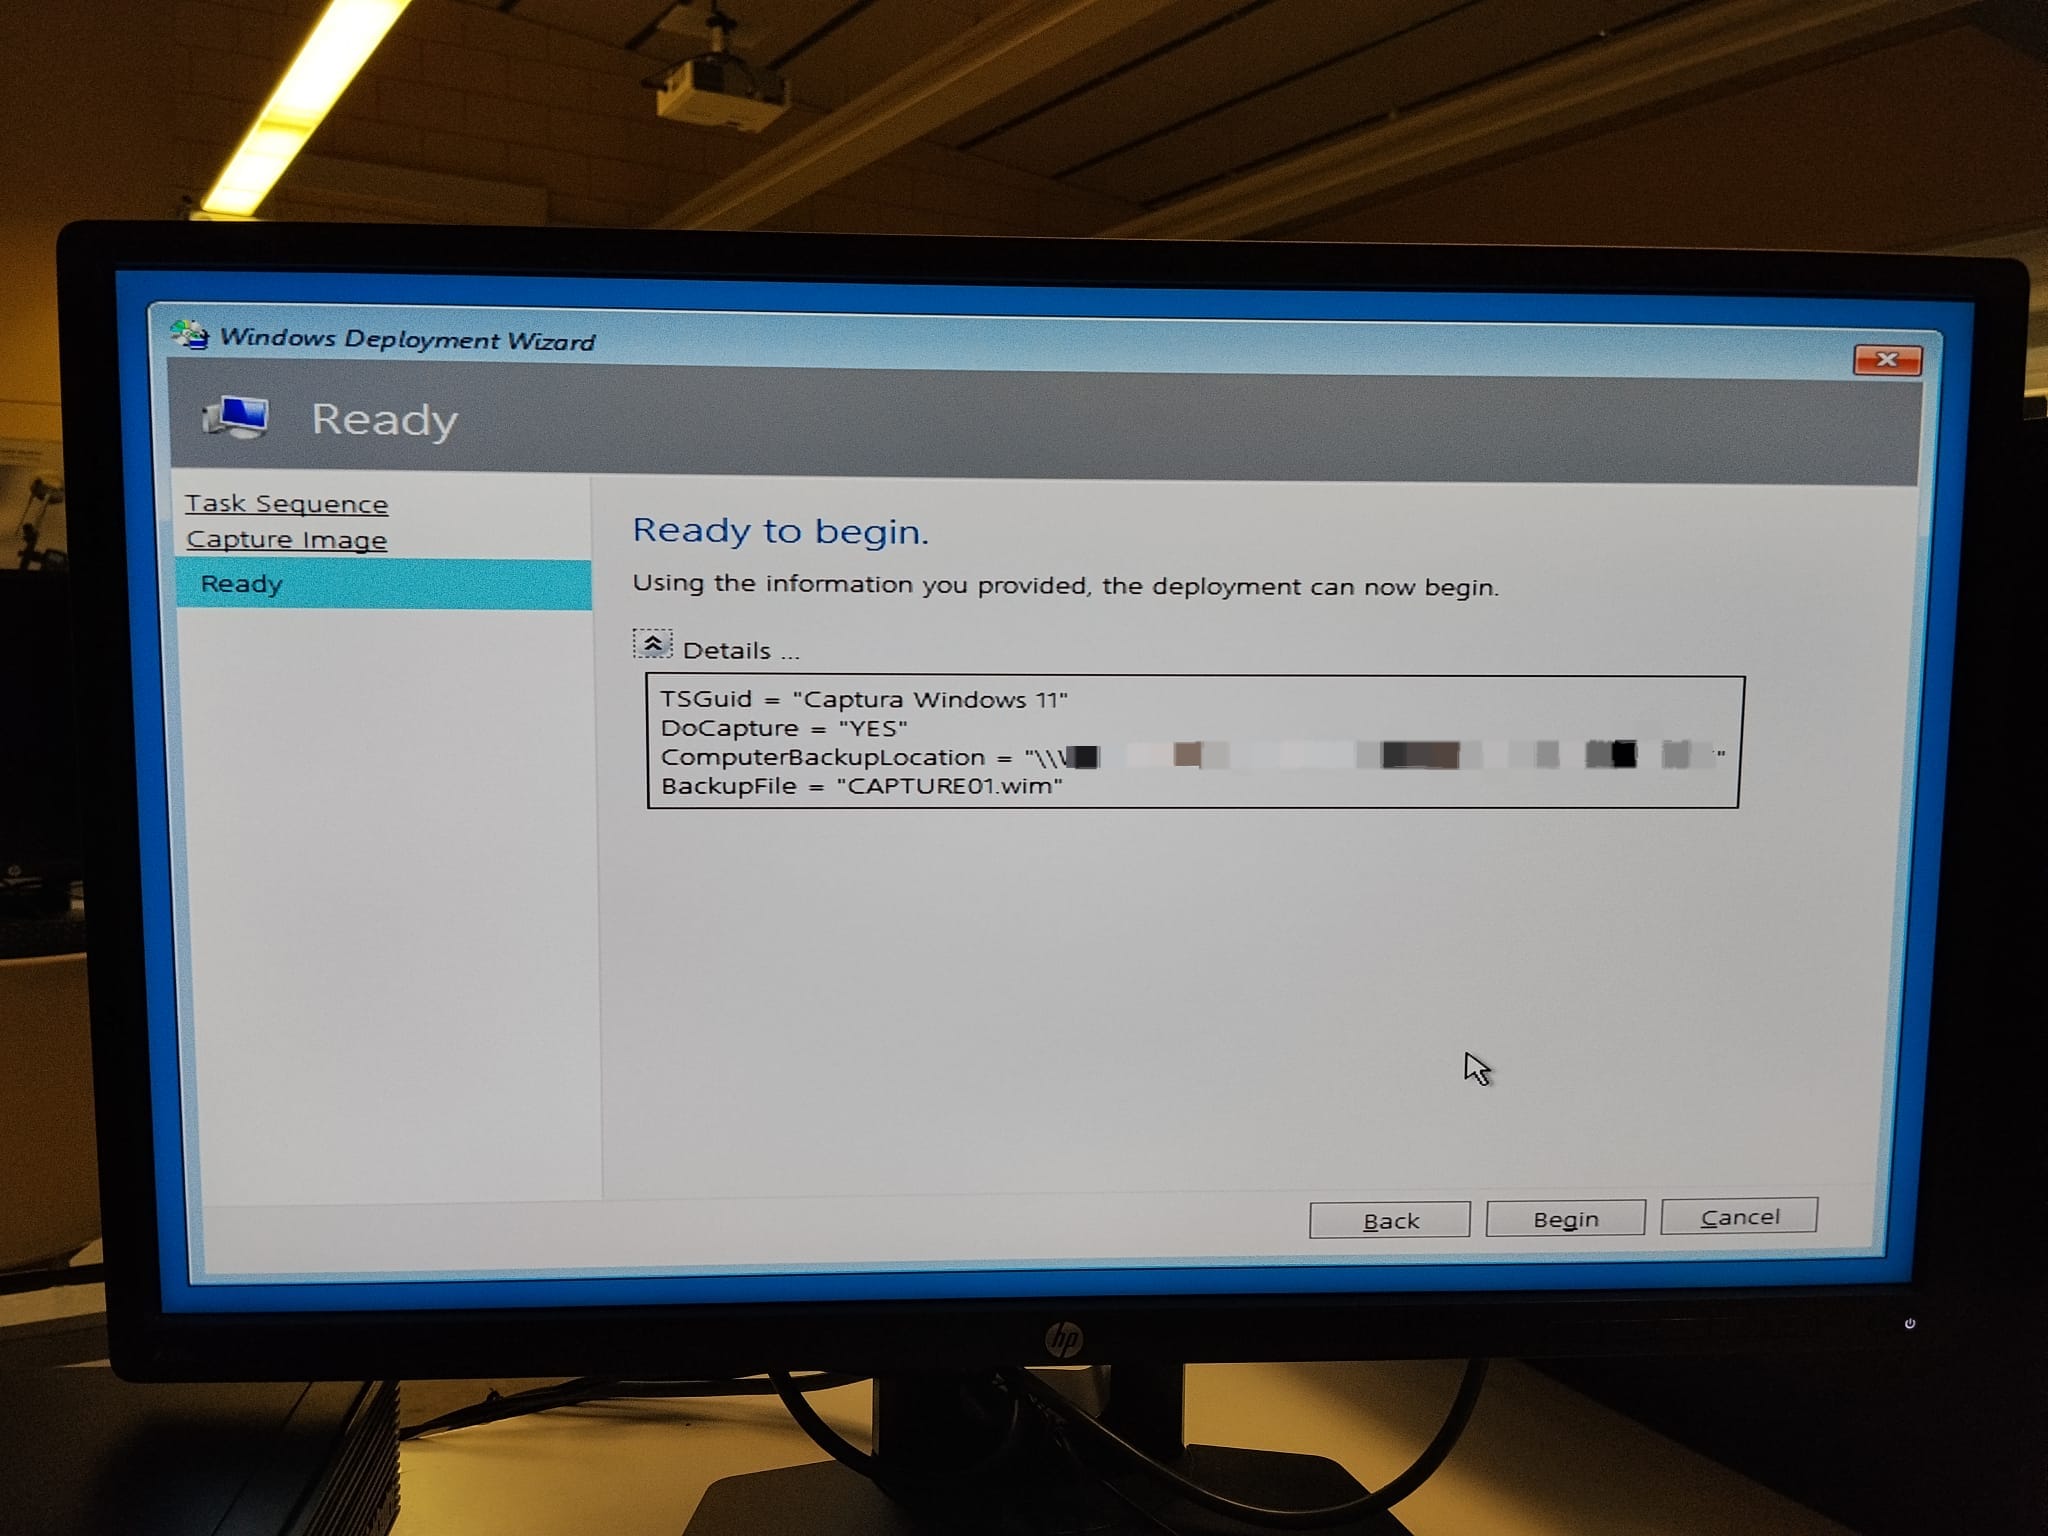 Windows Deployment Wizard
Ready
Task Sequence
Capture Image
Ready
Ready to begin.
Using the information you provided, the deployment can now begin.
Details ...
TSGuid = "Captura Windows 11"
DoCapture = "YES"
ComputerBackupLocation = "\\
BackupFile = "CAPTURE01.wim"
Back
Begin
Cancel
hp